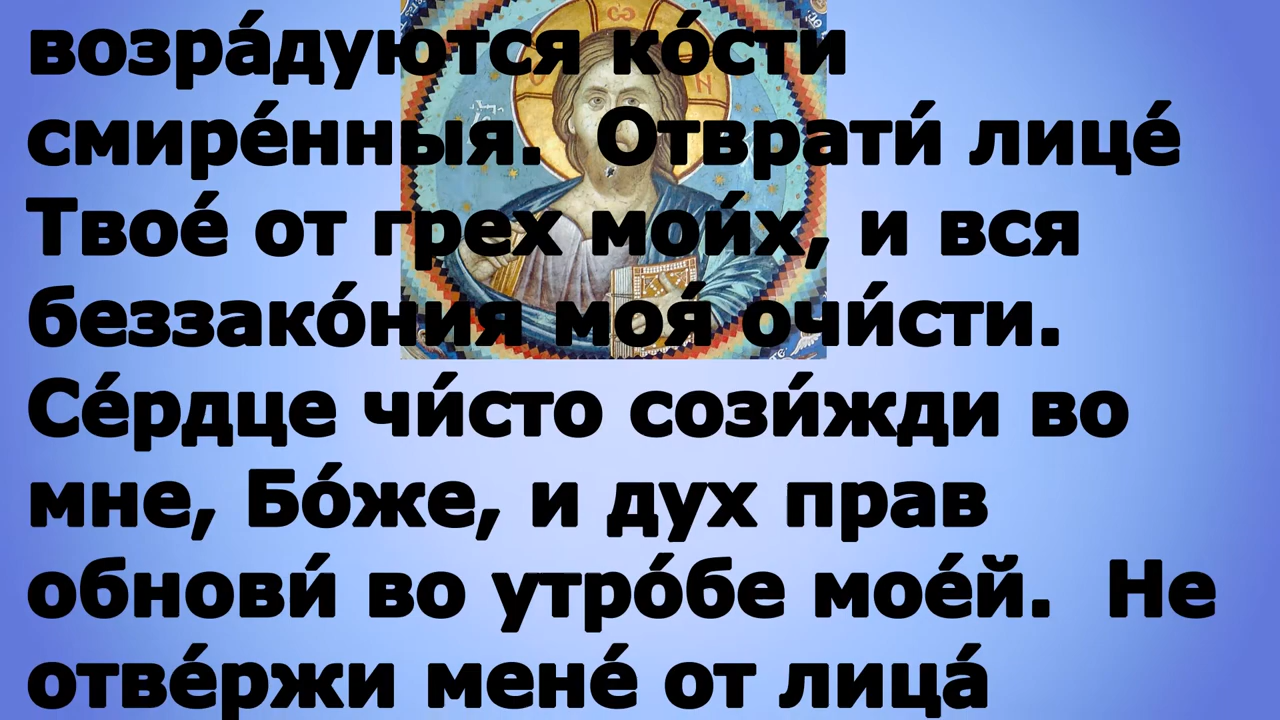 возра́дуются ко́сти
смире́нныя. Отврати́ лице́
Твое́ от грех мои́х, и вся
беззако́ния моя́ очи́сти.
Се́рдце чи́сто сози́жди во
мне, Бо́же, и дух прав
обнови́ во утро́бе мое́й. Не
отве́ржи мене́ от лица́